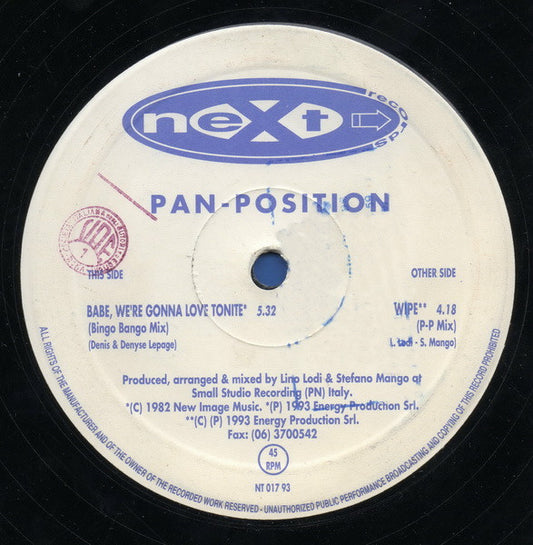 next records
PAN-POSITION
THIS SIDE
BABE, WE'RE GONNA LOVE TONITE* 5.32
(Bingo Bango Mix)
(Denis & Denyse Lepage)
OTHER SIDE
WIPE** 4.18
(P-P Mix)
L. Lodi - S. Mango)
Produced, arranged & mixed by Lino Lodi & Stefano Mango at
Small Studio Recording (PN) Italy.
*(C) 1982 New Image Music. *(P) 1993 Energy Production Srl.
**(C) (P) 1993 Energy Production Srl.
Fax: (06) 3700542
45
RPM
NT 017 93
ALL RIGHTS OF THE MANUFACTURER AND OF THE OWNER OF THE RECORDED WORK RESERVED - UNAUTHORIZED PUBLIC PERFORMANCE BROADCASTING AND COPYING OF THIS RECORD PROHIBITED